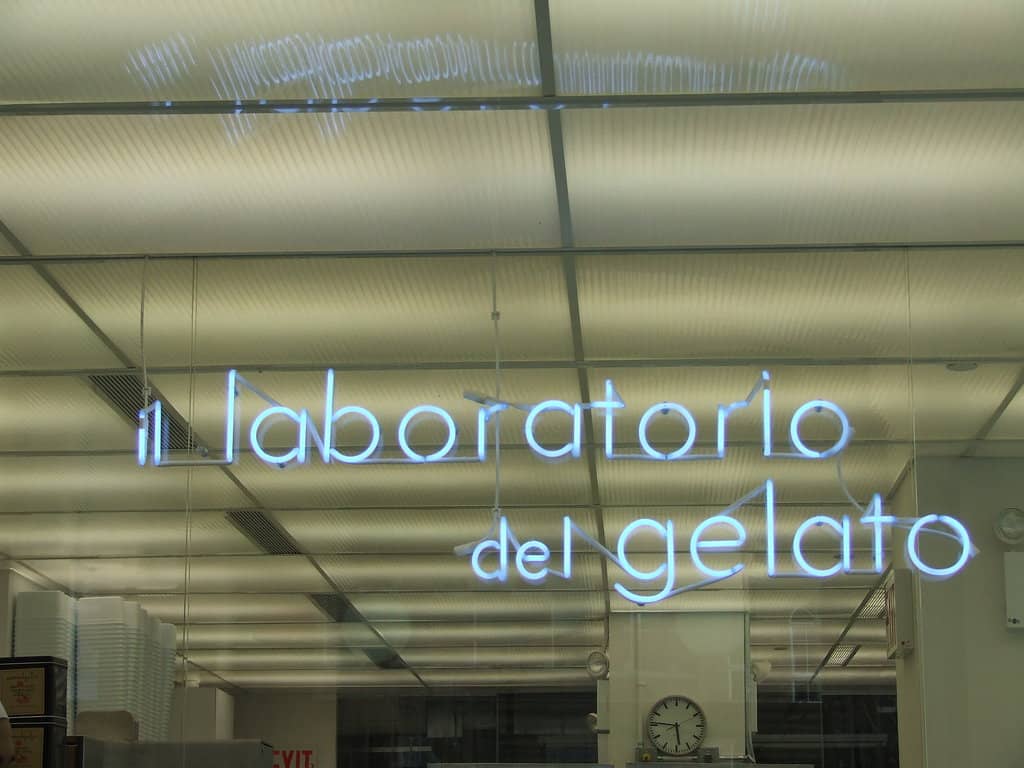 il laboratorio
del gelato
EXIT